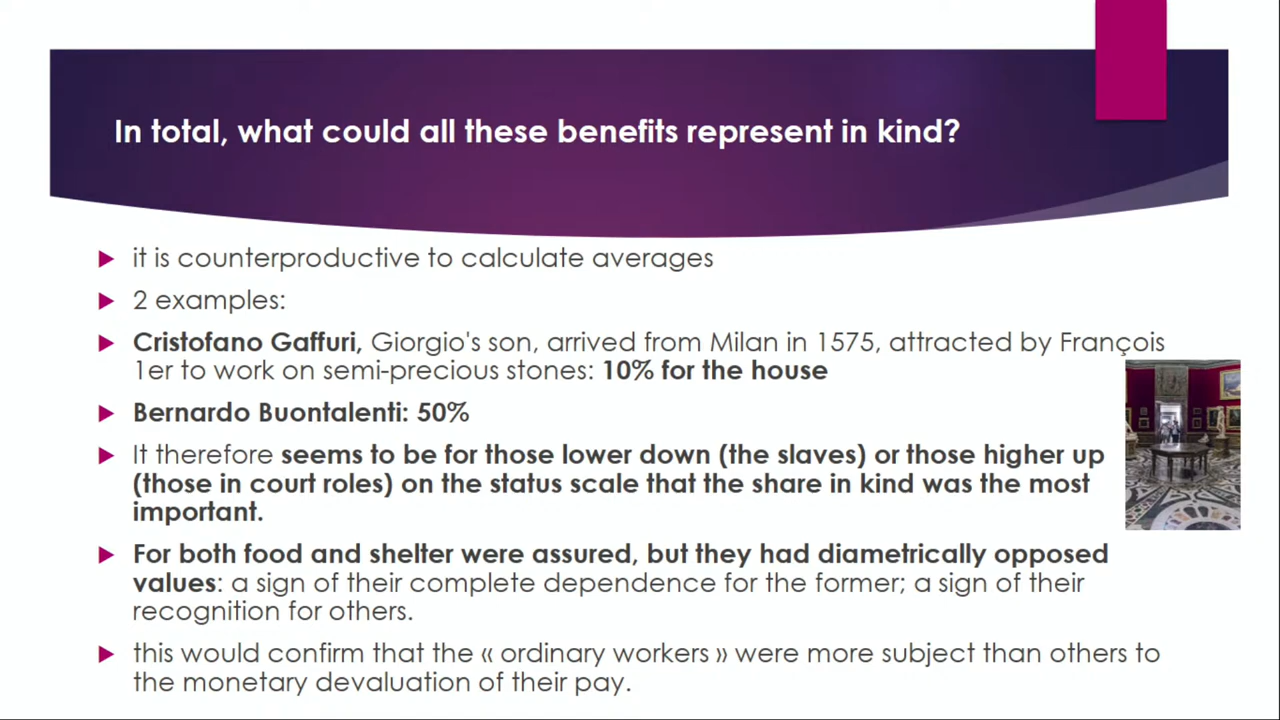 In total, what could all these benefits represent in kind?
it is counterproductive to calculate averages
2 examples:
Cristofano Gaffuri, Giorgio's son, arrived from Milan in 1575, attracted by François
1er to work on semi-precious stones: 10% for the house
Bernardo Buontalenti: 50%
It therefore seems to be for those lower down (the slaves) or those higher up
(those in court roles) on the status scale that the share in kind was the most
important.
For both food and shelter were assured, but they had diametrically opposed
values: a sign of their complete dependence for the former; a sign of their
recognition for others.
this would confirm that the « ordinary workers » were more subject than others to
the monetary devaluation of their pay.